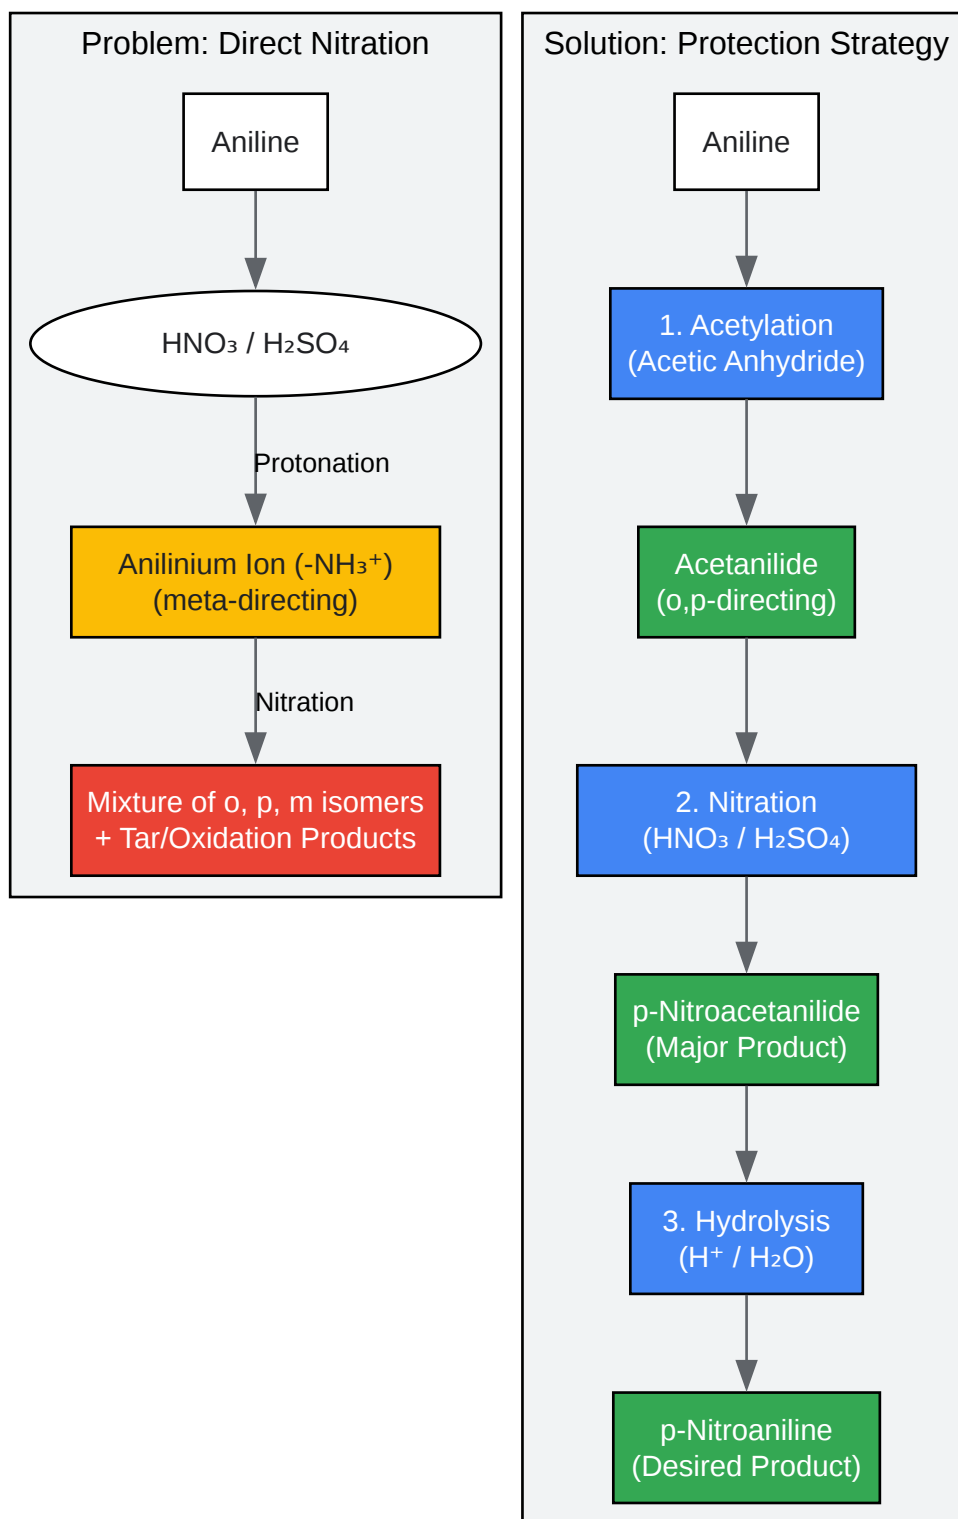 Problem: Direct Nitration
Aniline
HNO₃ / H₂SO₄
Protonation
Anilinium Ion (-NH₃⁺)
(meta-directing)
Nitration
Mixture of o, p, m isomers
+ Tar/Oxidation Products
Solution: Protection Strategy
Aniline
1. Acetylation
(Acetic Anhydride)
Acetanilide
(o,p-directing)
2. Nitration
(HNO₃ / H₂SO₄)
p-Nitroacetanilide
(Major Product)
3. Hydrolysis
(H⁺ / H₂O)
p-Nitroaniline
(Desired Product)